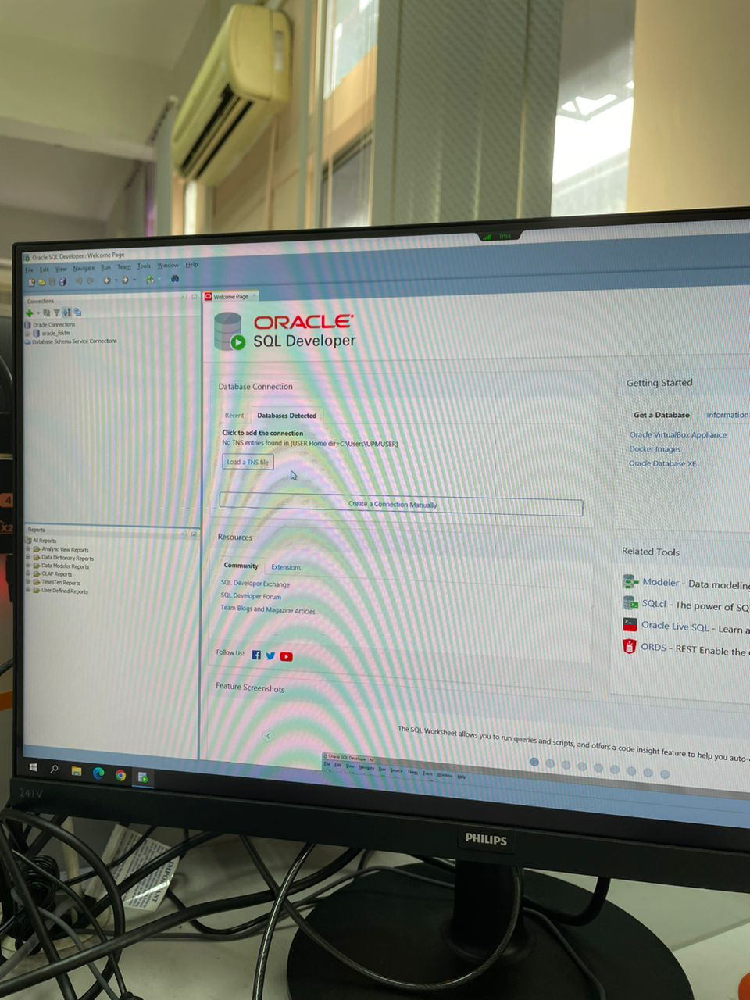 1ms
Oracle SQL Developer : Welcome Page
File Edit View Navigate Run Team Tools Window Help
Connections
Oracle Connections
oracle_fsktm
Database Schema Service Connections
Welcome Page
ORACLE
SQL Developer
Database Connection
Recent Databases Detected
Click to add the connection
No TNS entries found in (USER Home dir=C:\Users\UPMUSER)
Load a TNS file
Create a Connection Manually
Resources
Community Extensions
SQL Developer Exchange
SQL Developer Forum
Team Blogs and Magazine Articles
Follow Us!
Feature Screenshots
The SQL Worksheet allows you to run queries and scripts, and offers a code insight feature to help you auto-
Getting Started
Get a Database Information
Oracle VirtualBox Appliance
Docker Images
Oracle Database XE
Related Tools
Modeler - Data modeling
SQLcl - The power of SQ
Oracle Live SQL - Learn a
ORDS - REST Enable the
Reports
All Reports
Analytic View Reports
Data Dictionary Reports
Data Modeler Reports
OLAP Reports
TimesTen Reports
User Defined Reports
Oracle SQL Developer : hr
File Edit View Navigate Run Source Team Tools Window Help
241V
PHILIPS
IMPORTANT
4
X2